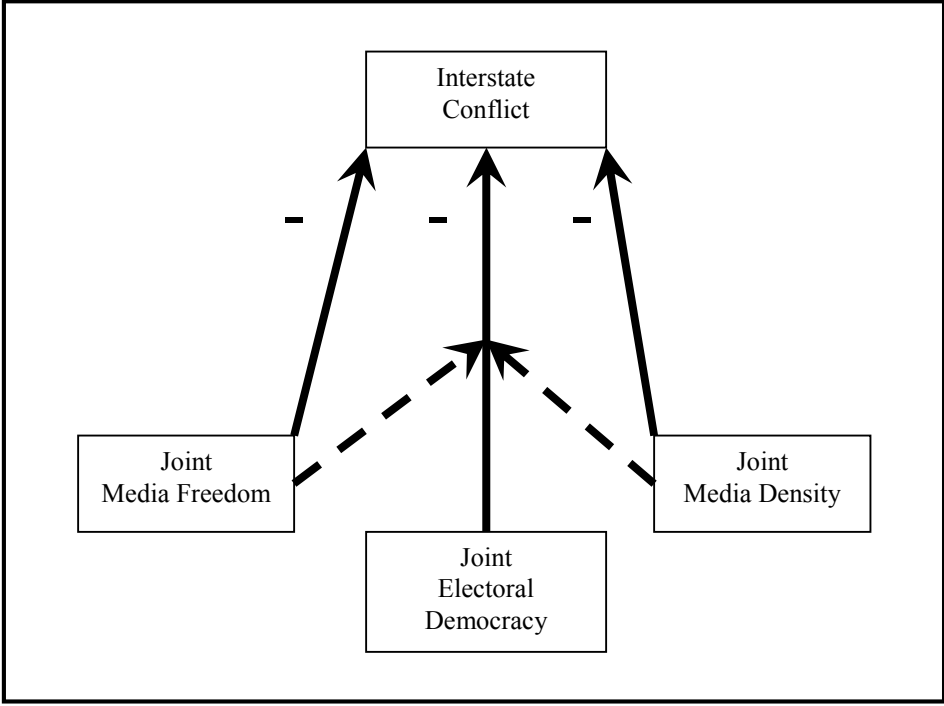 Interstate
Conflict
-
-
-
Joint
Media Freedom
Joint
Media Density
Joint
Electoral
Democracy